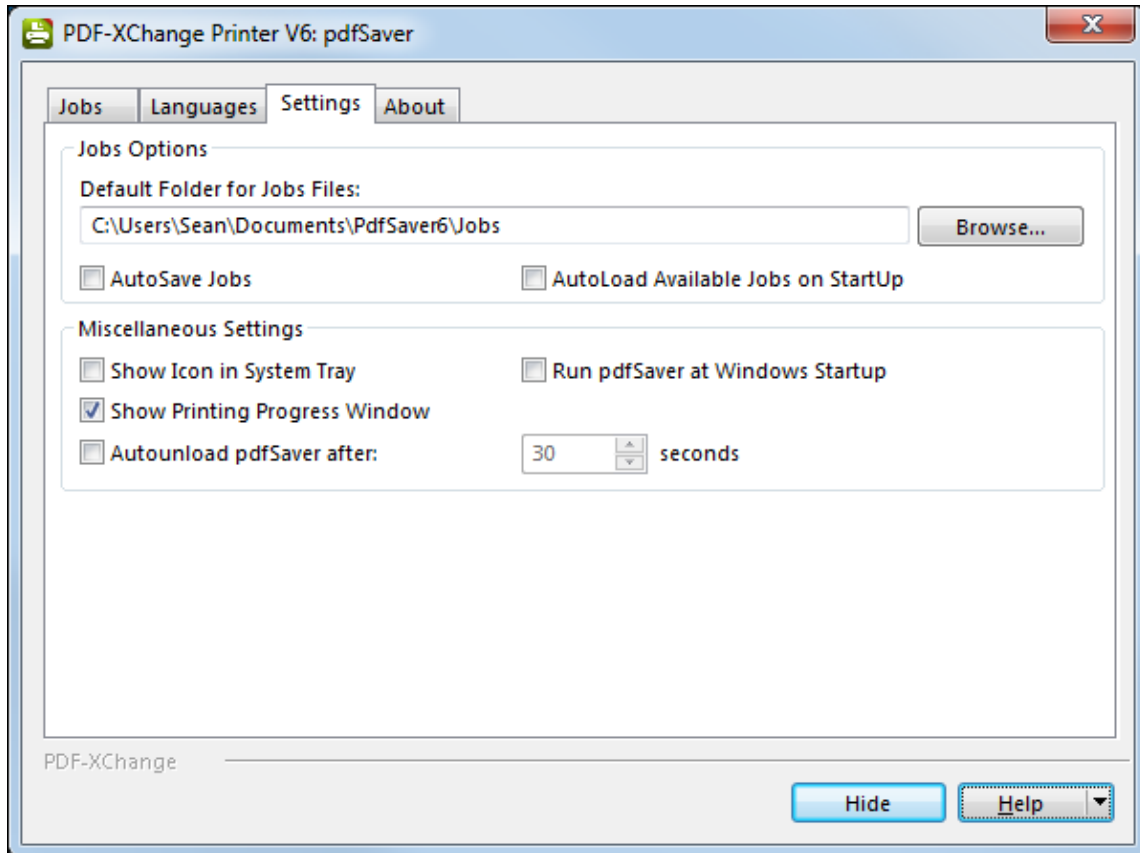 PDF-XChange Printer V6: pdfSaver
Jobs Languages Settings About
Jobs Options
Default Folder for Jobs Files:
C:\Users\Sean\Documents\PdfSaver6\Jobs Browse...
AutoSave Jobs AutoLoad Available Jobs on StartUp
Miscellaneous Settings
Show Icon in System Tray Run pdfSaver at Windows Startup
Show Printing Progress Window
Autounload pdfSaver after: 30 seconds
PDF-XChange
Hide Help